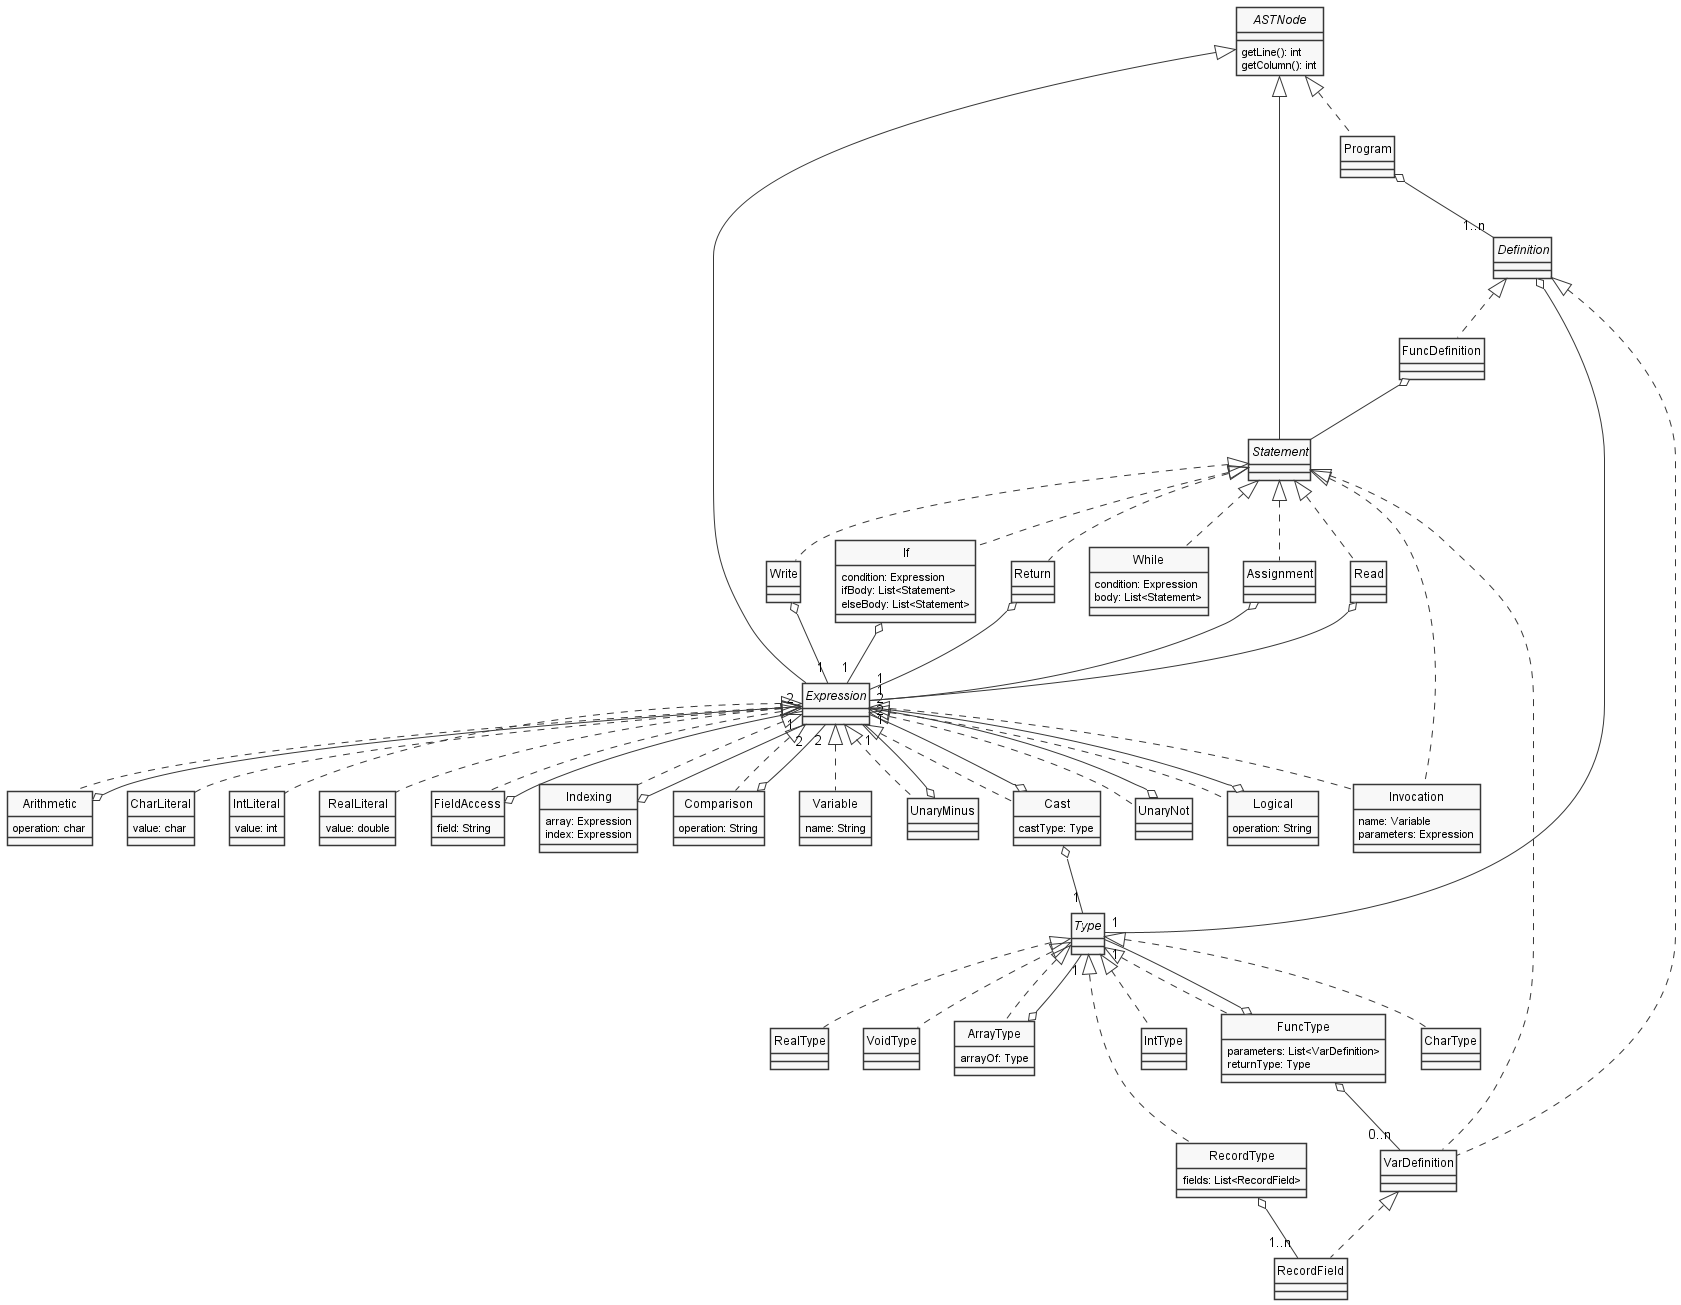 ASTNode
getLine(): int
getColumn(): int
Program
1..n
Definition
FuncDefinition
Statement
Write
If
condition: Expression
ifBody: List<Statement>
elseBody: List<Statement>
Return
While
condition: Expression
body: List<Statement>
Assignment
Read
1
1
1
1
2
2
Expression
1
2
2
1
1
Arithmetic
operation: char
CharLiteral
value: char
IntLiteral
value: int
RealLiteral
value: double
FieldAccess
field: String
Indexing
array: Expression
index: Expression
Comparison
operation: String
Variable
name: String
UnaryMinus
Cast
castType: Type
UnaryNot
Logical
operation: String
Invocation
name: Variable
parameters: Expression
1
Type
1
1
1
RealType
VoidType
ArrayType
arrayOf: Type
IntType
FuncType
parameters: List<VarDefinition>
returnType: Type
CharType
0..n
RecordType
fields: List<RecordField>
VarDefinition
1..n
RecordField